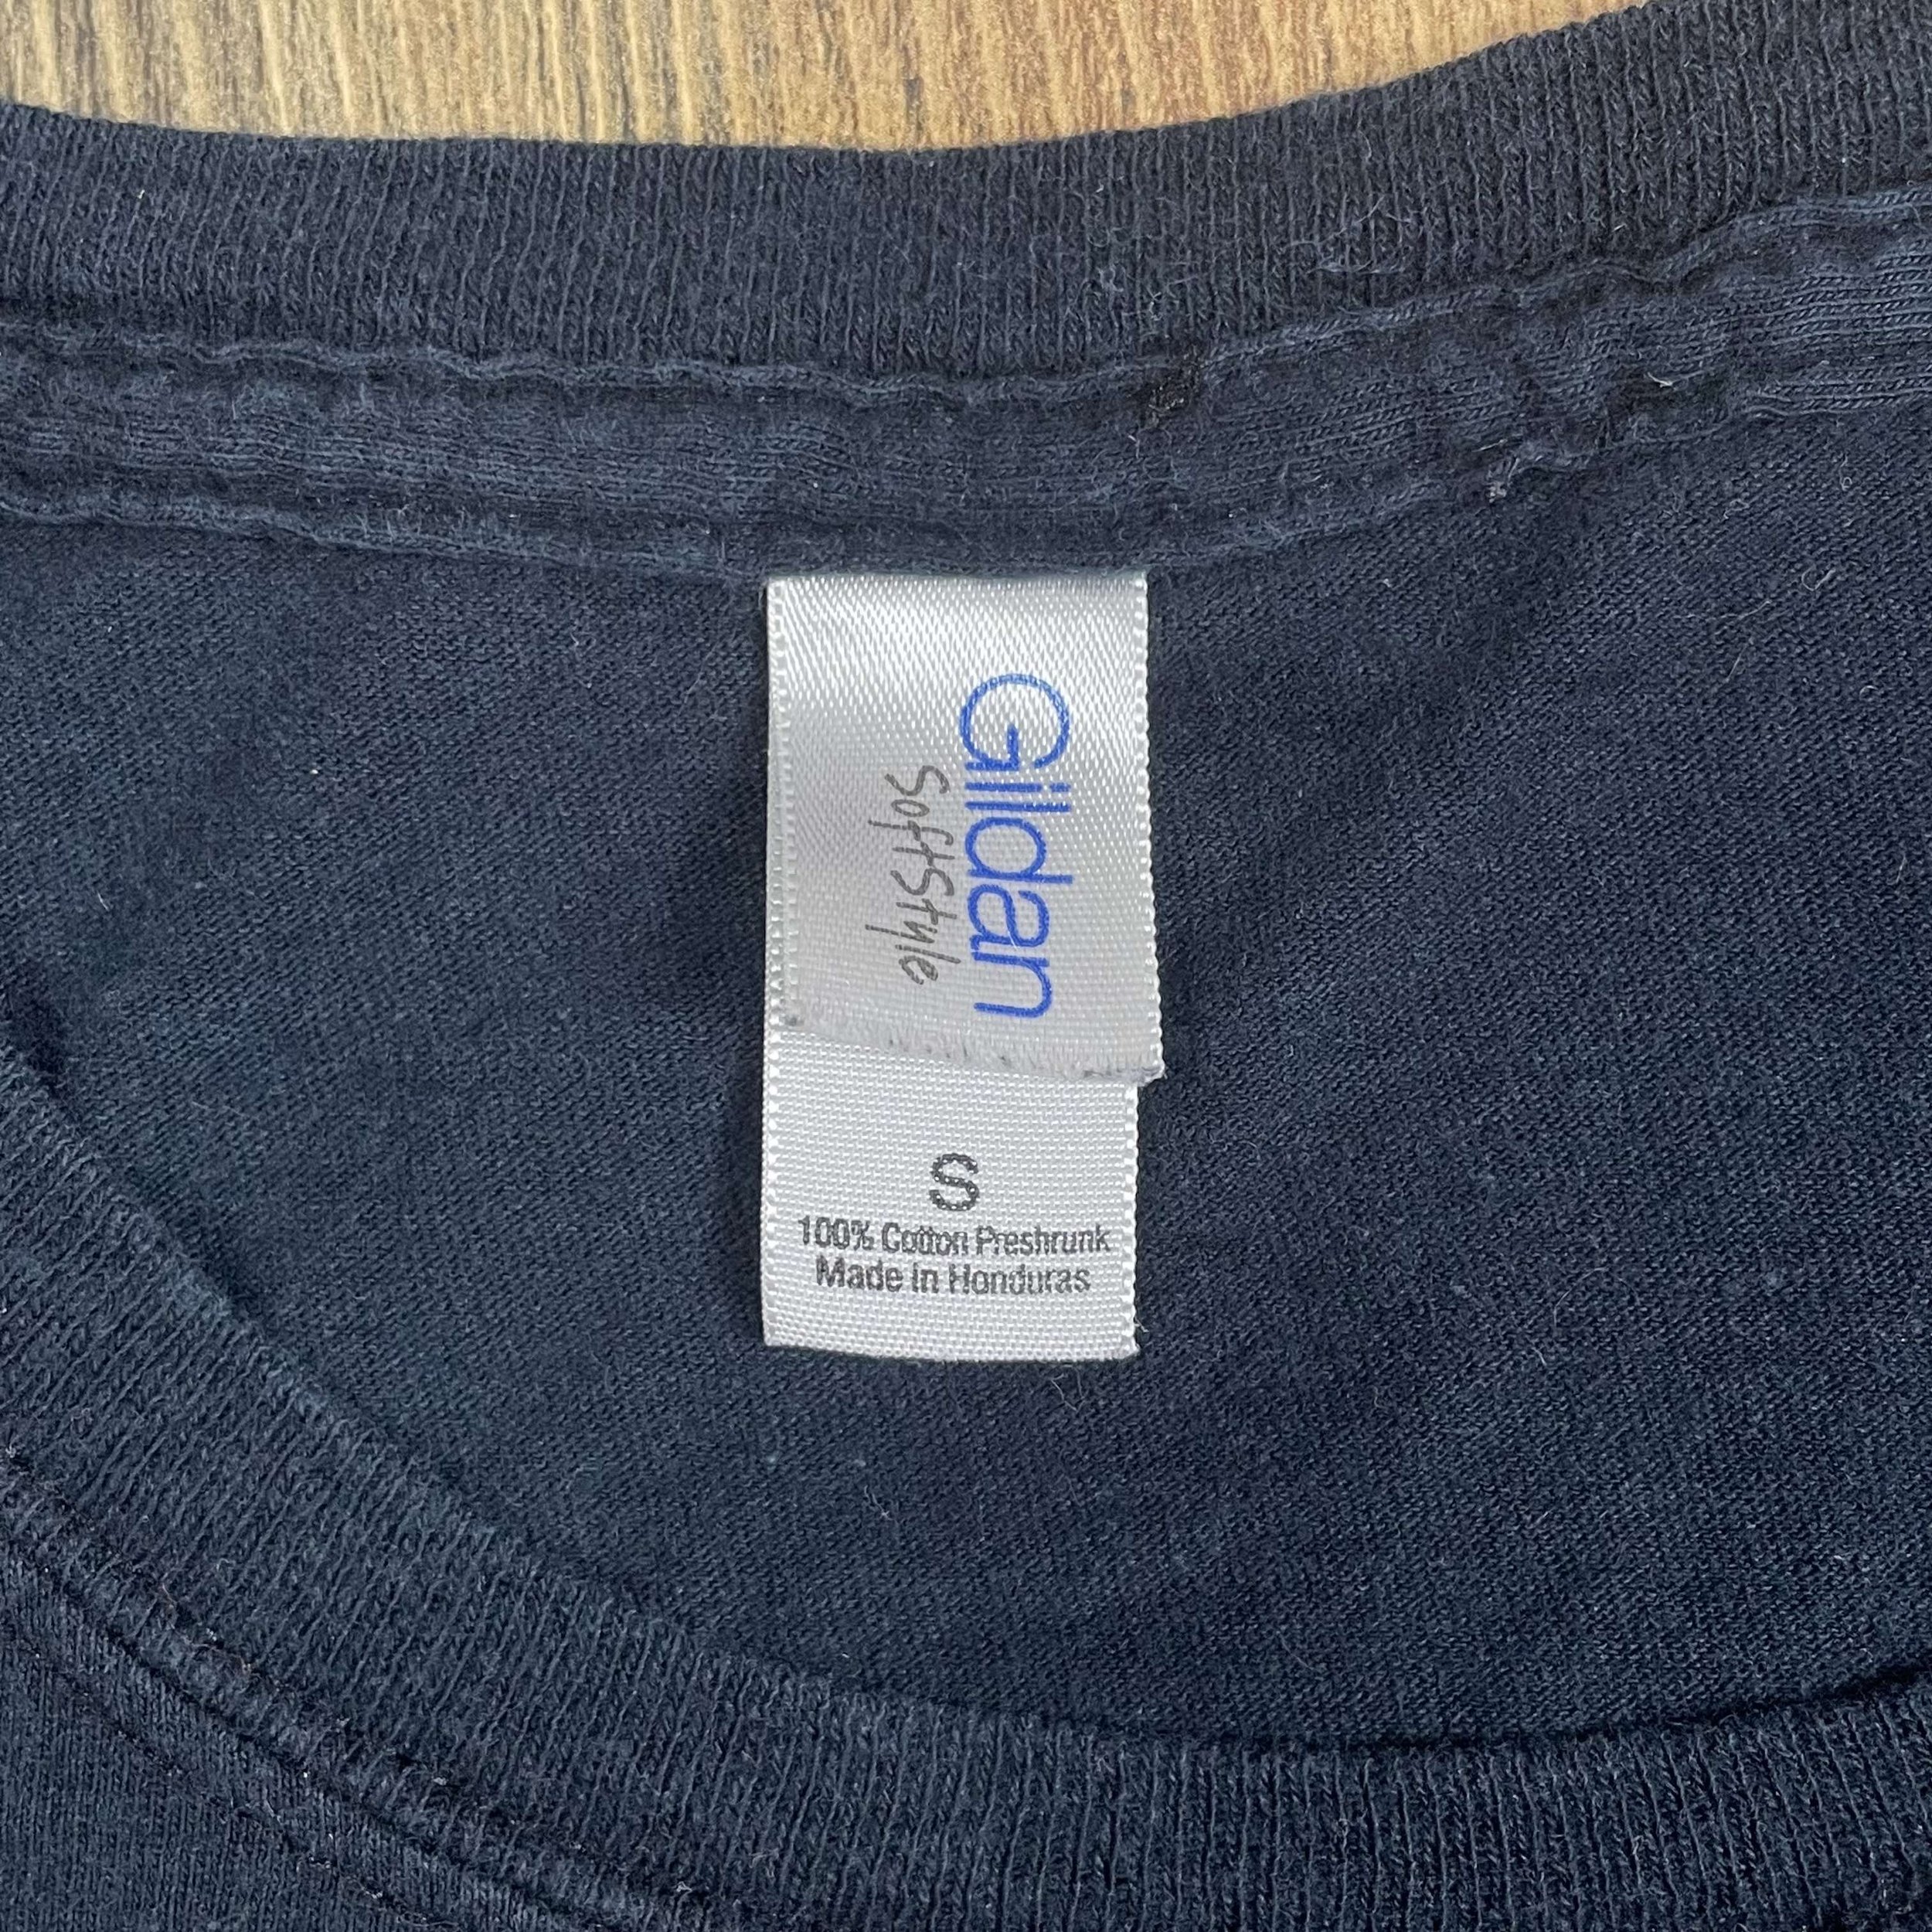 Gildan
SoftStyle
S
100% Cotton Preshrunk
Made in Honduras